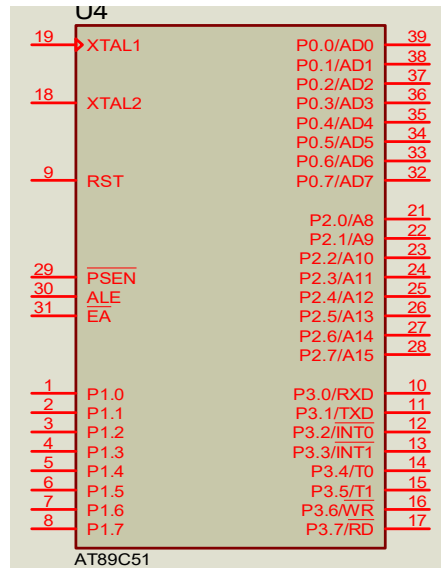 U4
19 XTAL1 P0.0/AD0 39
P0.1/AD1 38
P0.2/AD2 37
18 XTAL2 P0.3/AD3 36
P0.4/AD4 35
P0.5/AD5 34
P0.6/AD6 33
9 RST P0.7/AD7 32
P2.0/A8 21
P2.1/A9 22
P2.2/A10 23
29 PSEN P2.3/A11 24
30 ALE P2.4/A12 25
31 EA P2.5/A13 26
P2.6/A14 27
P2.7/A15 28
1 P1.0 P3.0/RXD 10
2 P1.1 P3.1/TXD 11
3 P1.2 P3.2/INT0 12
4 P1.3 P3.3/INT1 13
5 P1.4 P3.4/T0 14
6 P1.5 P3.5/T1 15
7 P1.6 P3.6/WR 16
8 P1.7 P3.7/RD 17
AT89C51